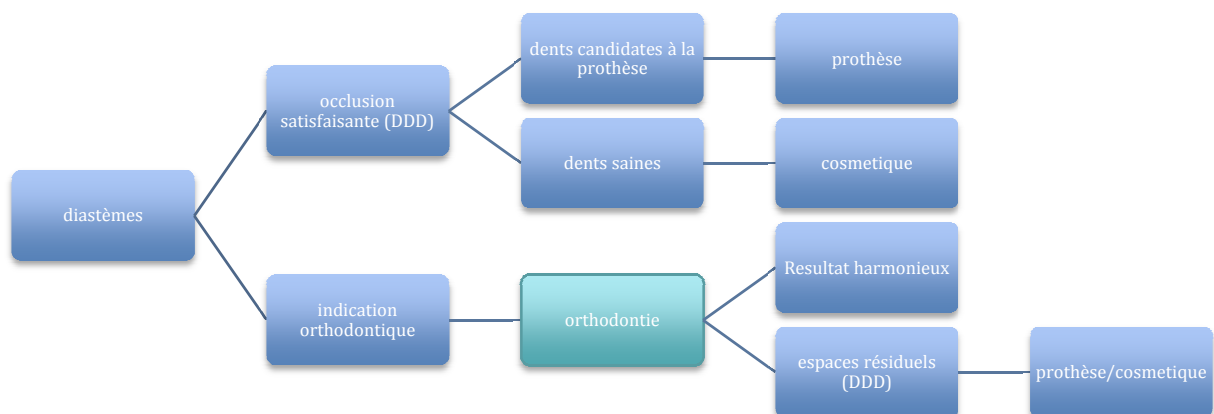 dents candidates à la
prothèse
prothèse
occlusion
satisfaisante (DDD)
dents saines
cosmetique
diastèmes
Resultat harmonieux
indication
orthodontique
orthodontie
espaces résiduels
(DDD)
prothèse/cosmetique